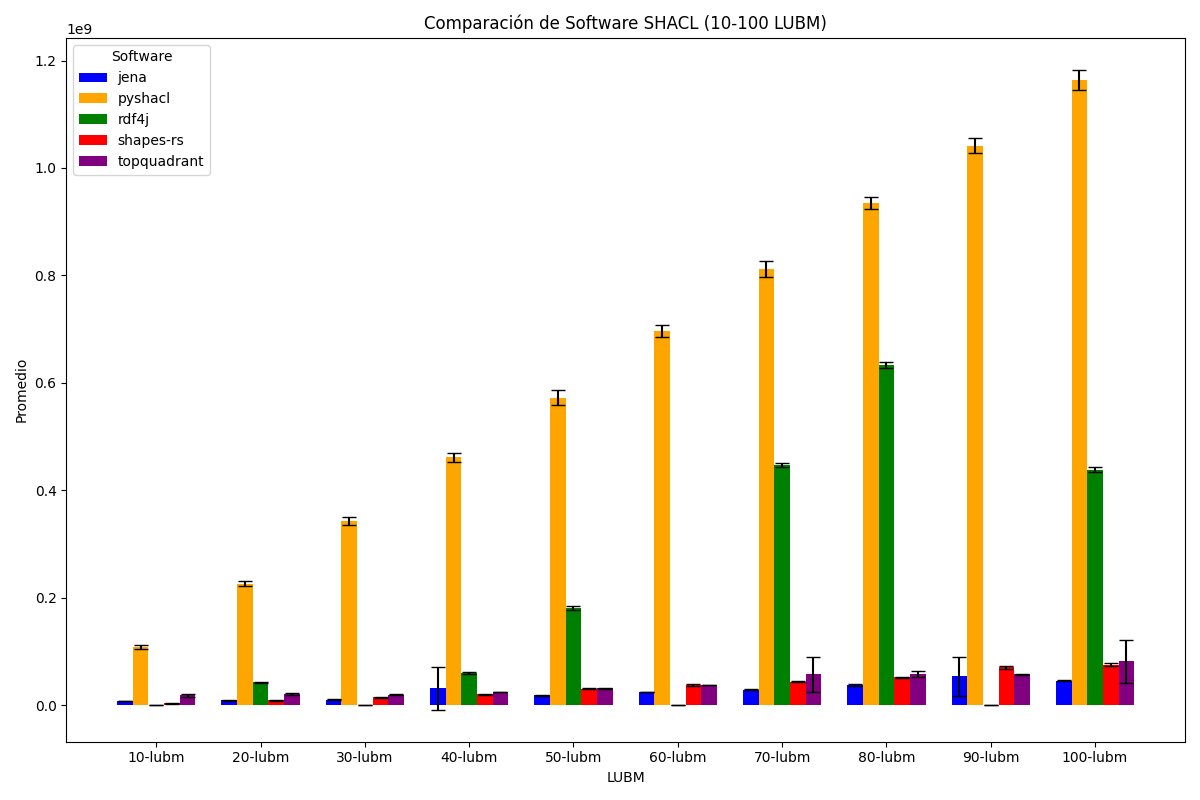 Comparación de Software SHACL (10-100 LUBM)
1e9
Software
jena
pyshacl
rdf4j
shapes-rs
topquadrant
Promedio
1.2
1.0
0.8
0.6
0.4
0.2
0.0
10-lubm 20-lubm 30-lubm 40-lubm 50-lubm 60-lubm 70-lubm 80-lubm 90-lubm 100-lubm
LUBM